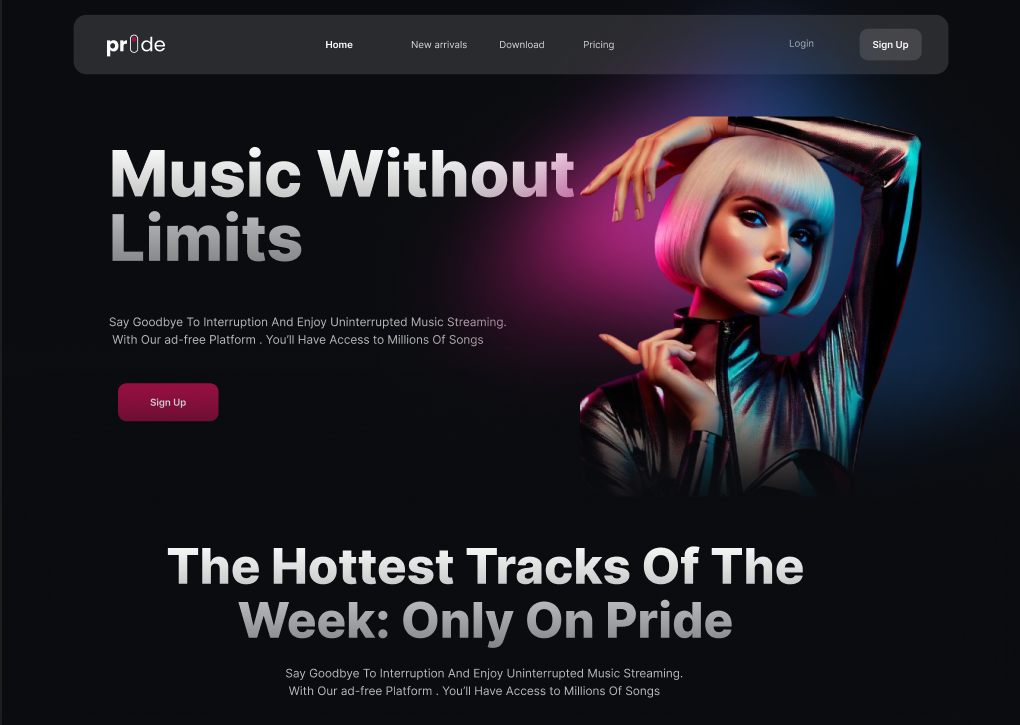 pride
Home
New arrivals
Download
Pricing
Login
Sign Up
Music Without
Limits
Say Goodbye To Interruption And Enjoy Uninterrupted Music Streaming.
With Our ad-free Platform . You'll Have Access to Millions Of Songs
Sign Up
The Hottest Tracks Of The
Week: Only On Pride
Say Goodbye To Interruption And Enjoy Uninterrupted Music Streaming.
With Our ad-free Platform . You'll Have Access to Millions Of Songs